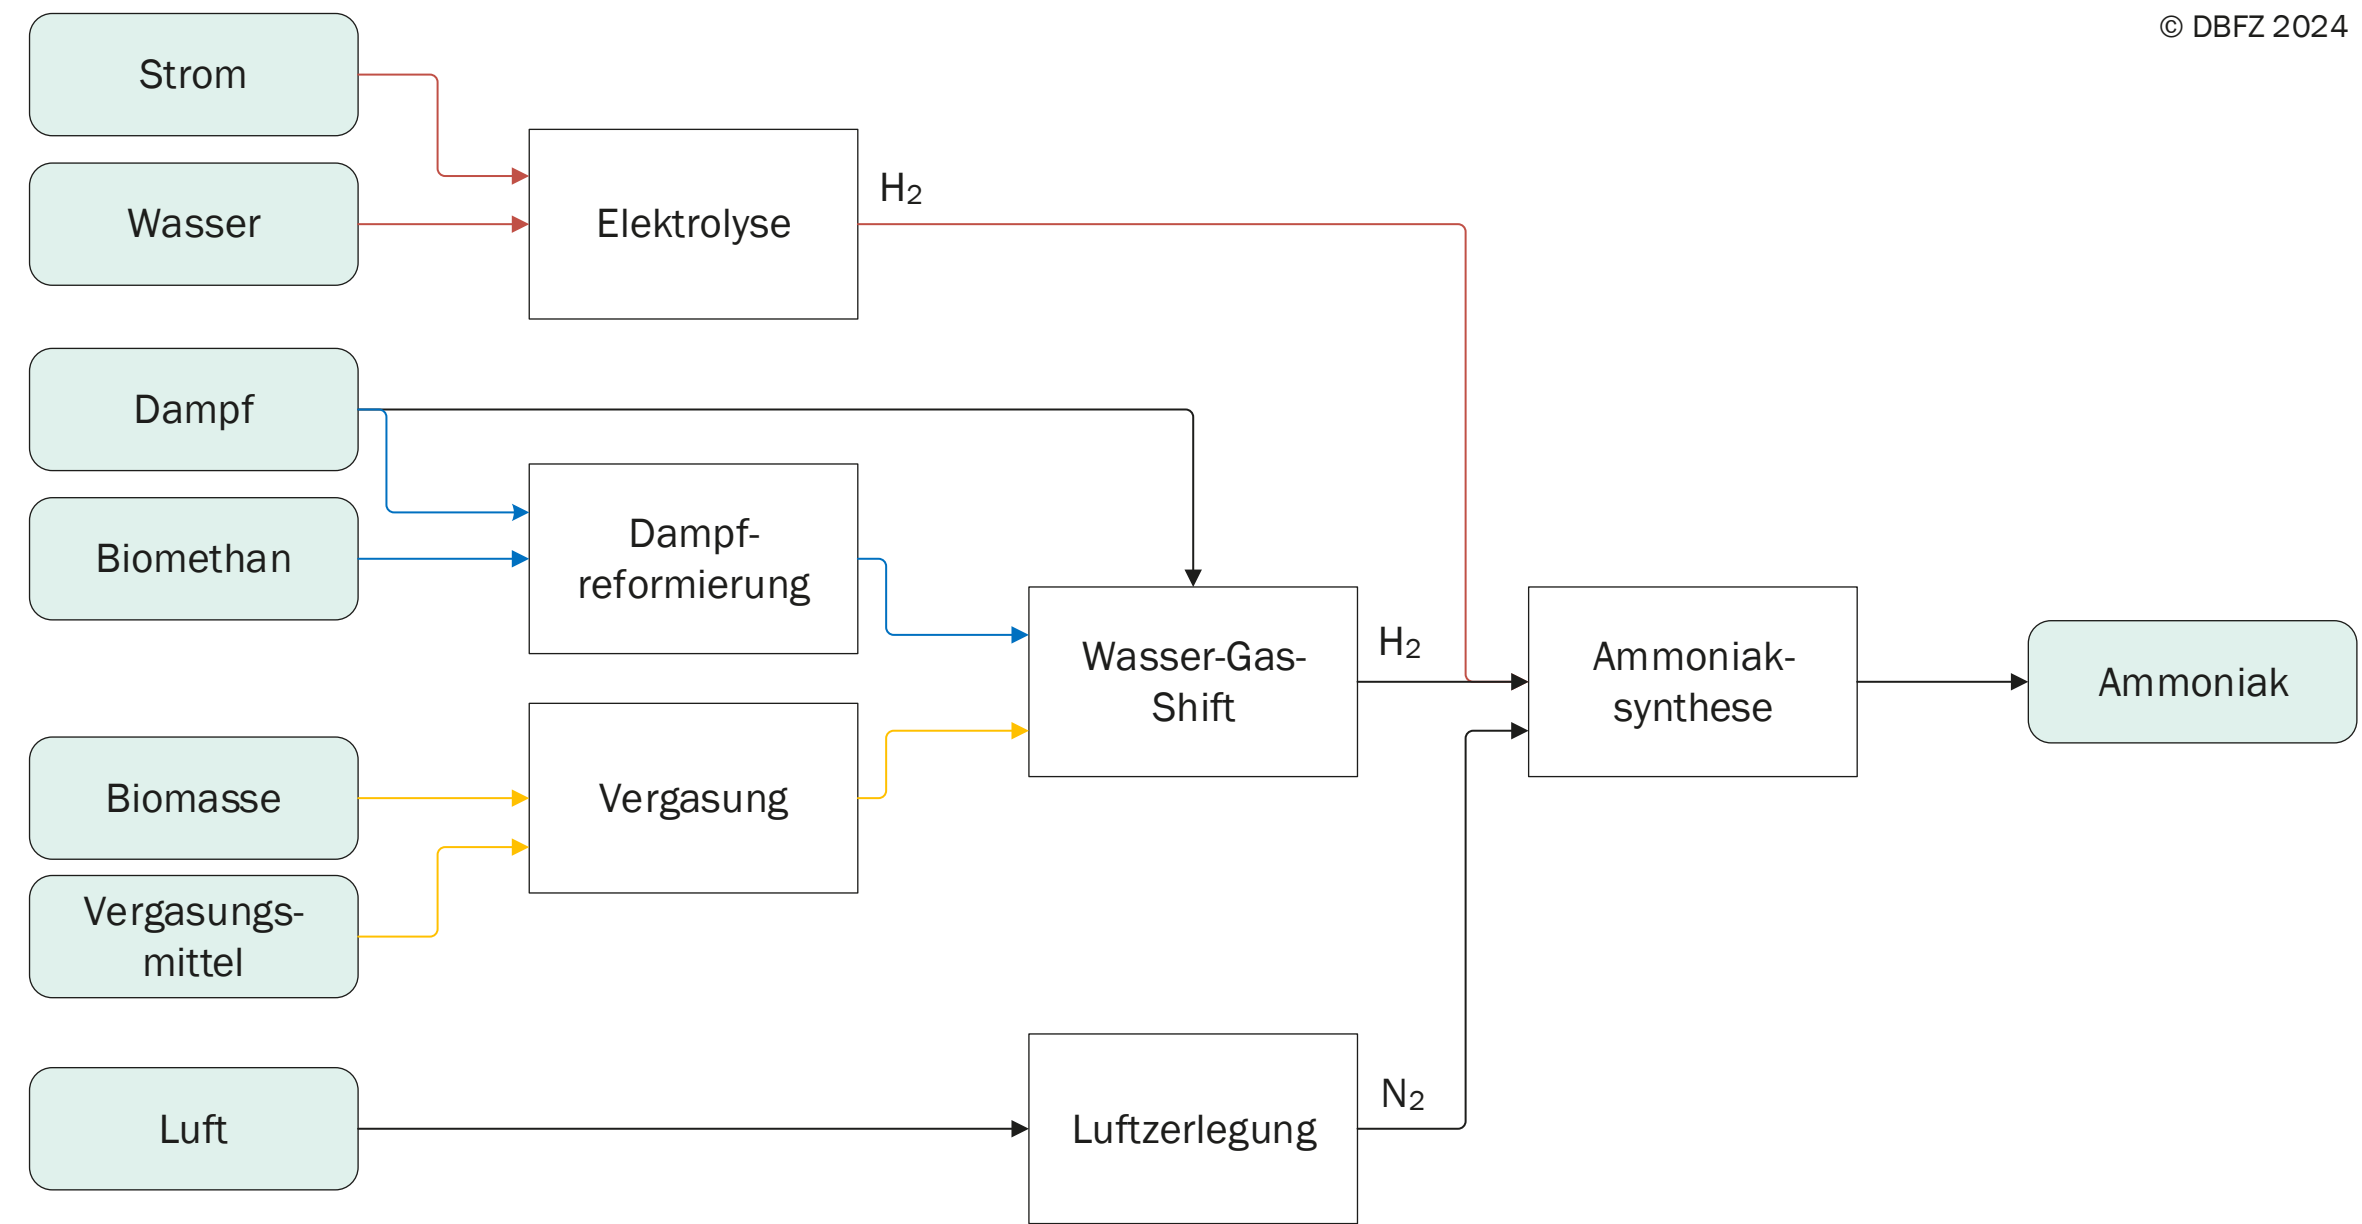 © DBFZ 2024
Strom
Wasser
Elektrolyse
H₂
Dampf
Biomethan
Dampf-
reformierung
Biomasse
Vergasungs-
mittel
Vergasung
Wasser-Gas-
Shift
H₂
Ammoniak-
synthese
Ammoniak
Luft
Luftzerlegung
N₂